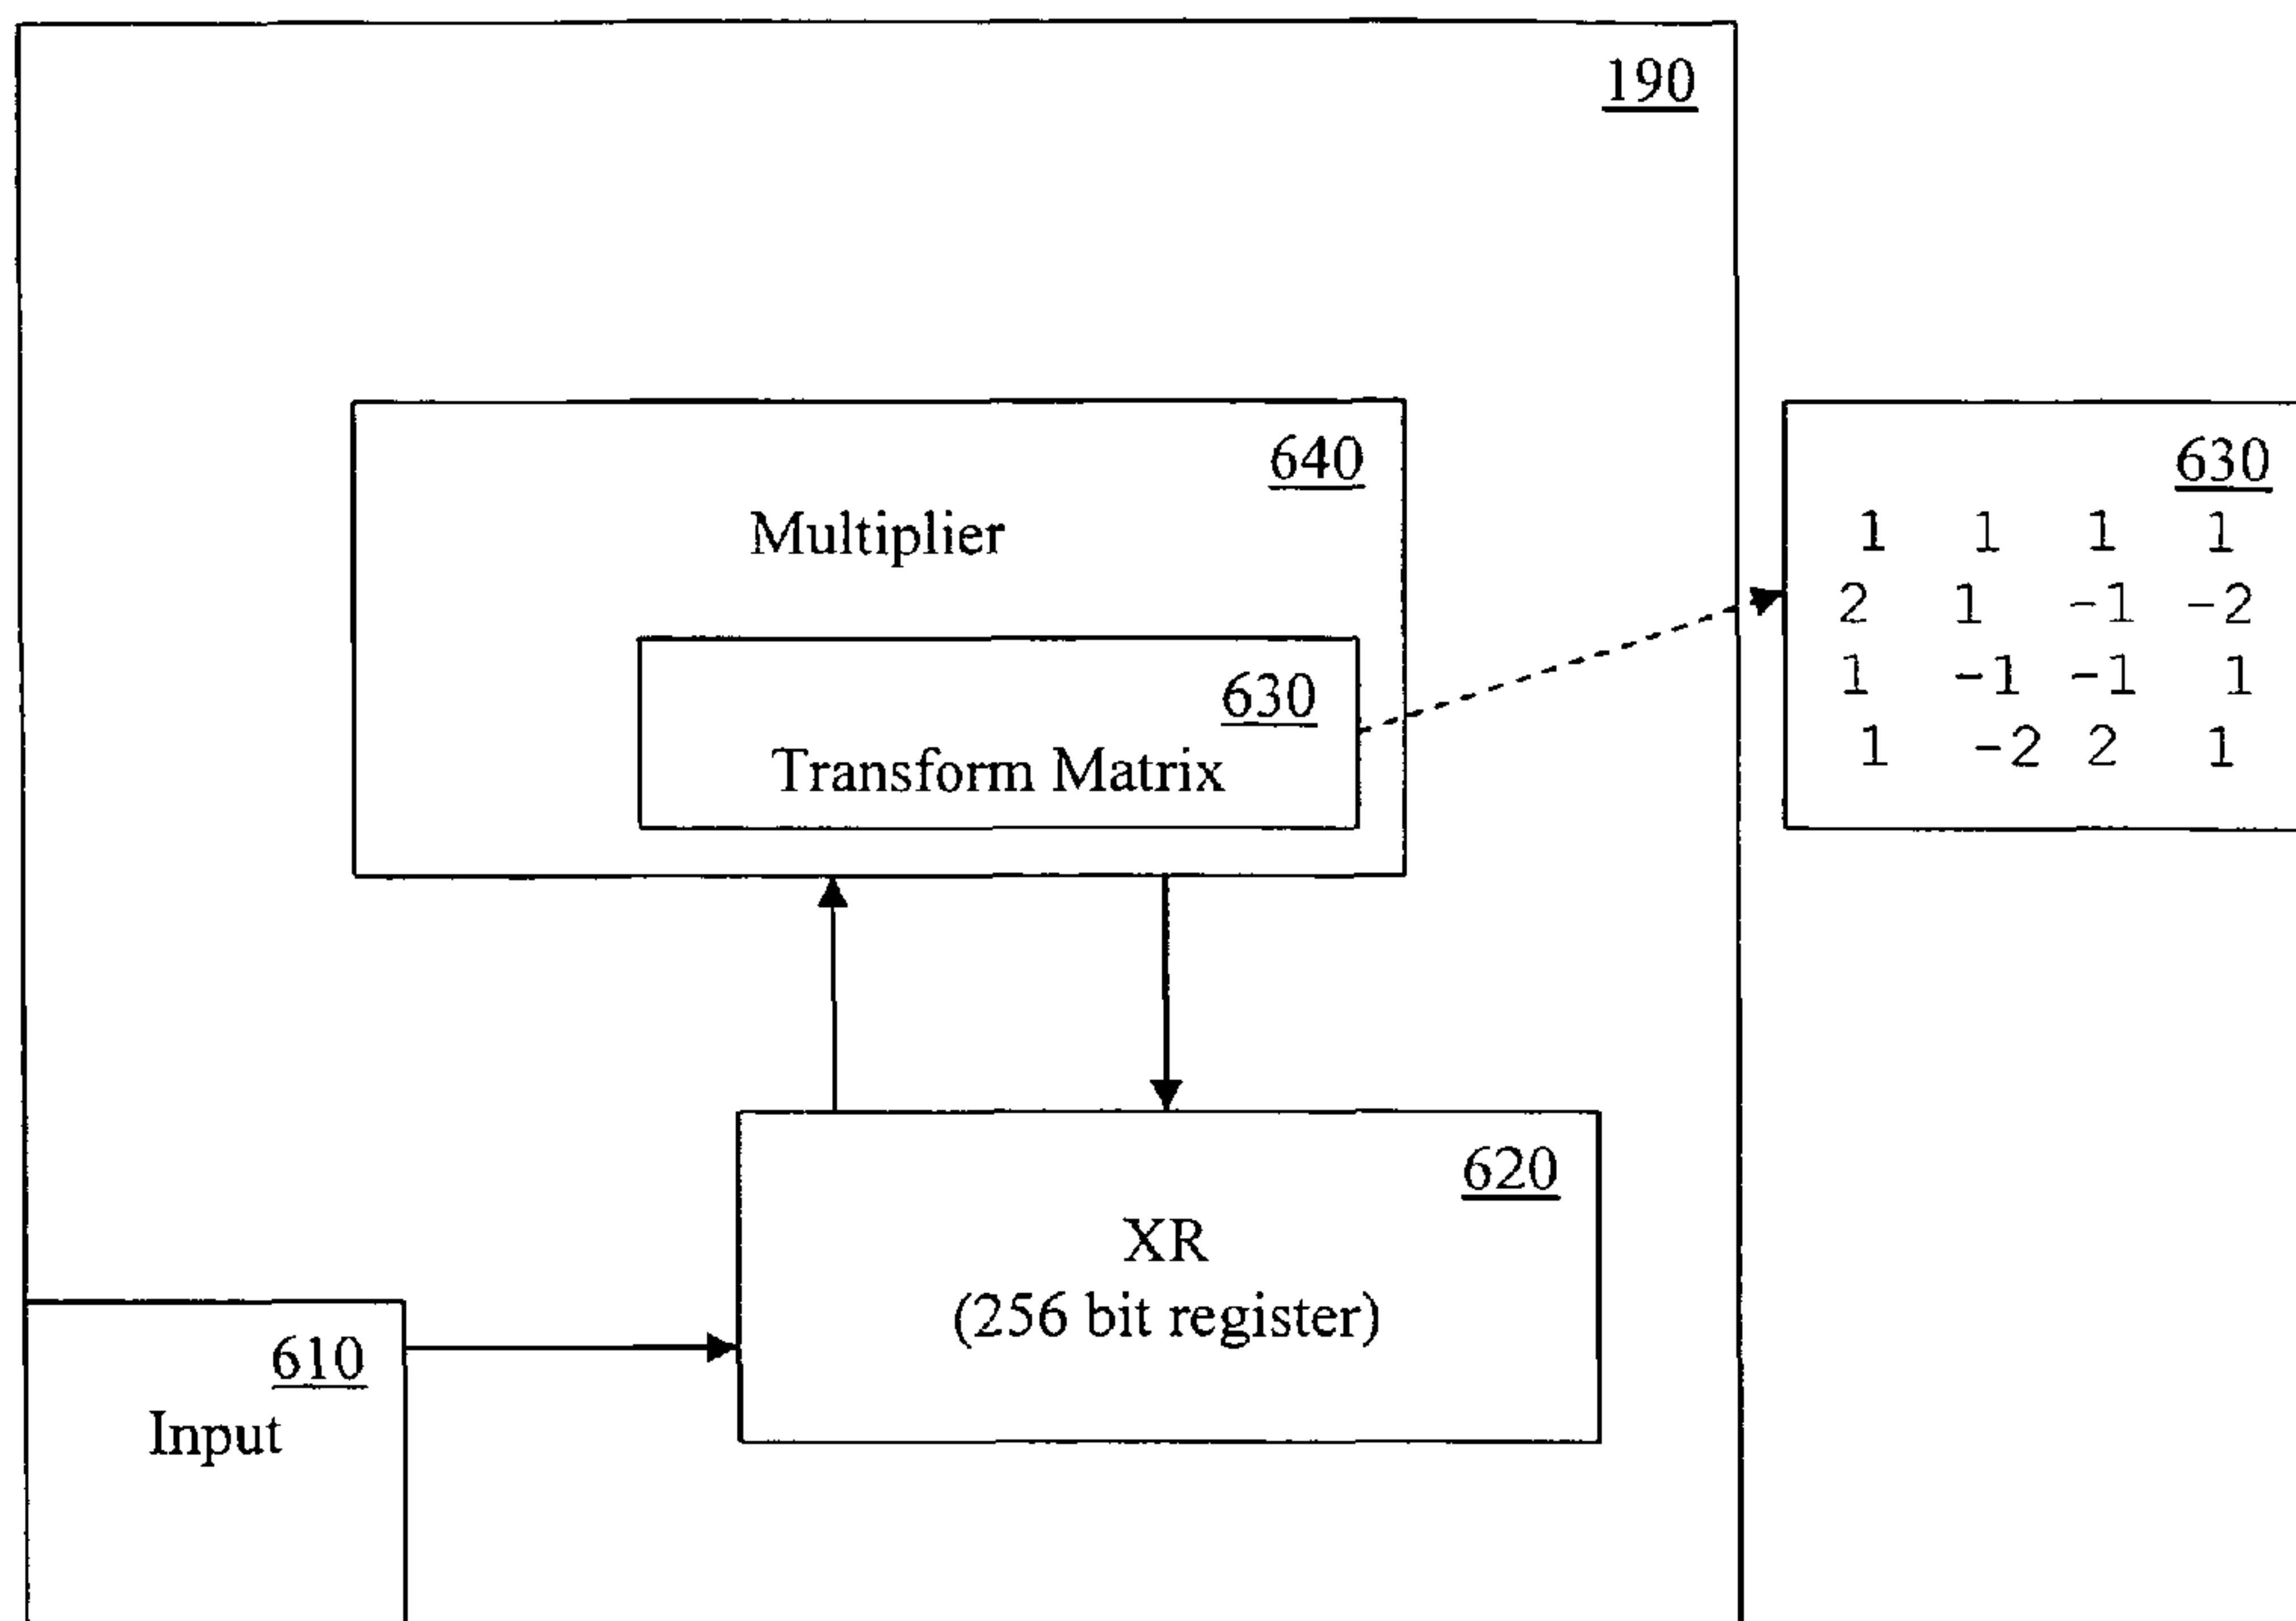 190
640
Multiplier
630
Transform Matrix
630
1 1 1 1
2 1 -1 -2
1 -1 -1 1
1 -2 2 1
620
XR
(256 bit register)
610
Input